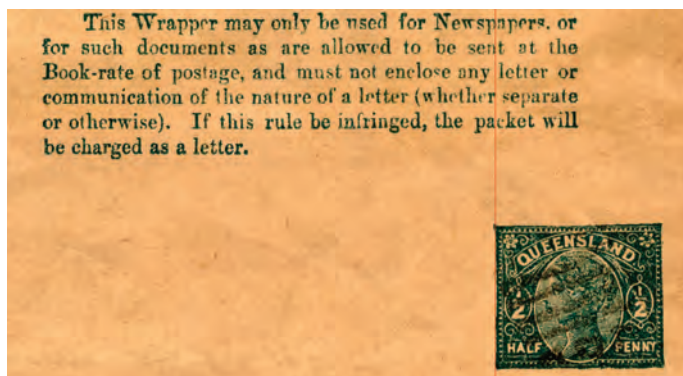 This Wrapper may only be used for Newspapers, or
for such documents as are allowed to be sent at the
Book-rate of postage, and must not enclose any letter or
communication of the nature of a letter (whether separate
or otherwise). If this rule be infringed, the packet will
be charged as a letter.
QUEENSLAND
½ ½
HALF PENNY